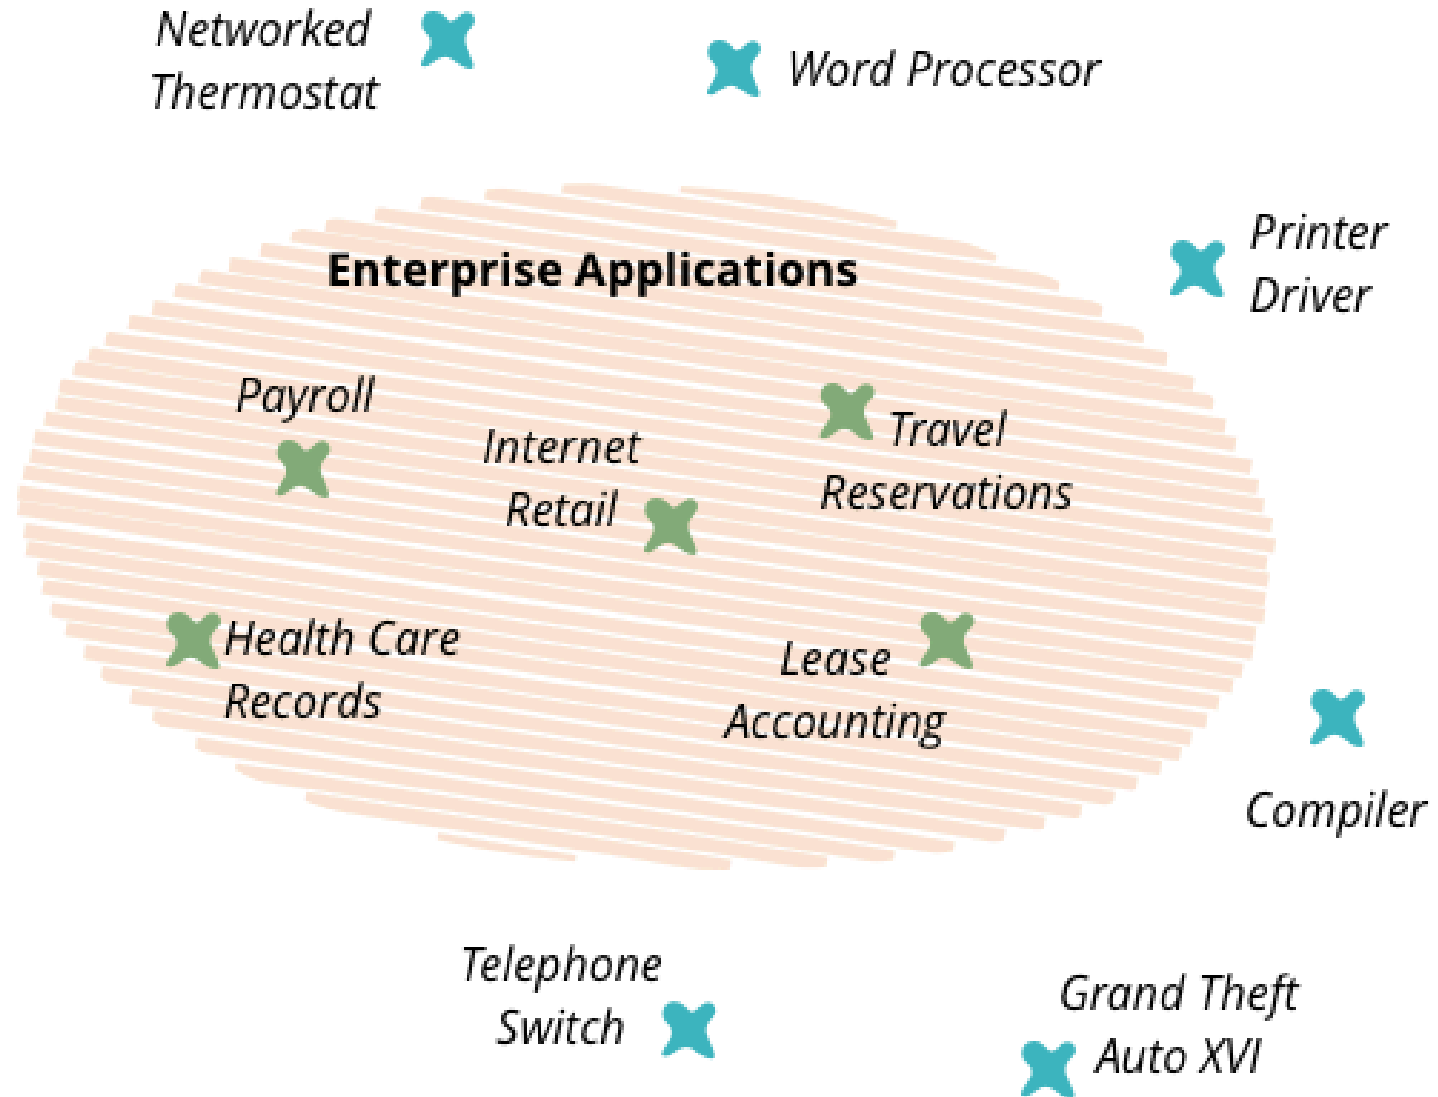 Networked
Thermostat
Word Processor
Printer
Driver
Enterprise Applications
Payroll
Internet
Retail
Travel
Reservations
Health Care
Records
Lease
Accounting
Compiler
Telephone
Switch
Grand Theft
Auto XVI